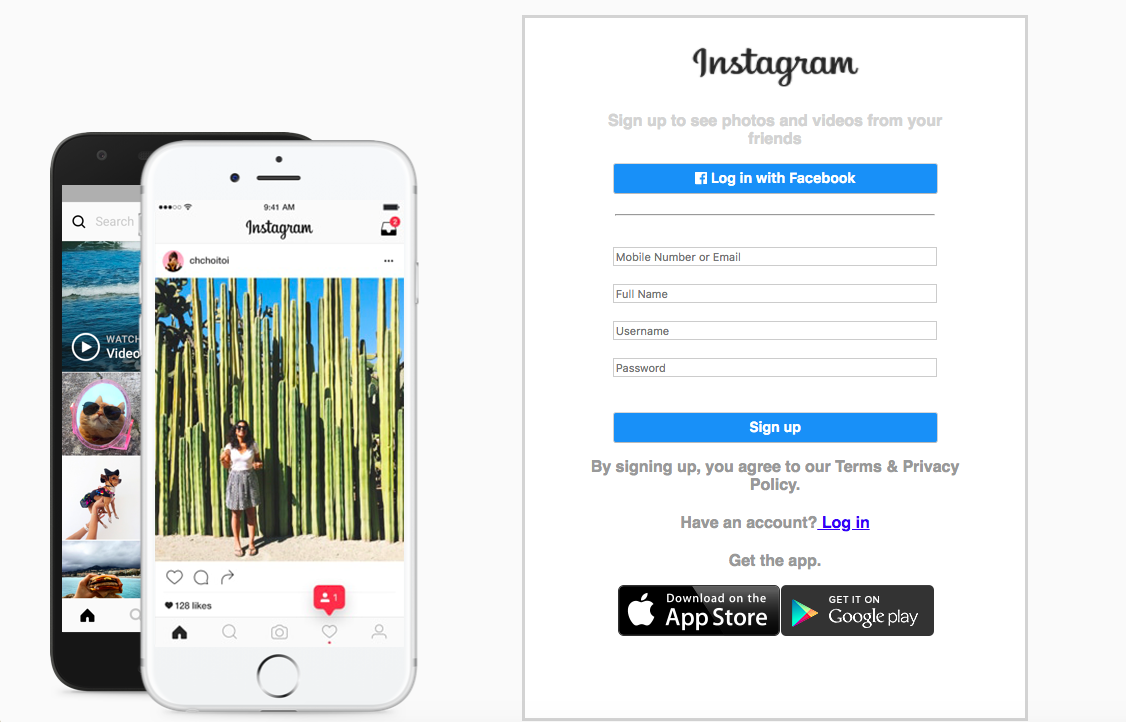 Search
WATCH
Video
9:41 AM
Instagram
2
chchoitoi
128 likes
1
Instagram
Sign up to see photos and videos from your
friends
Log in with Facebook
Mobile Number or Email
Full Name
Username
Password
Sign up
By signing up, you agree to our Terms & Privacy
Policy.
Have an account? Log in
Get the app.
Download on the
App Store
GET IT ON
Google play